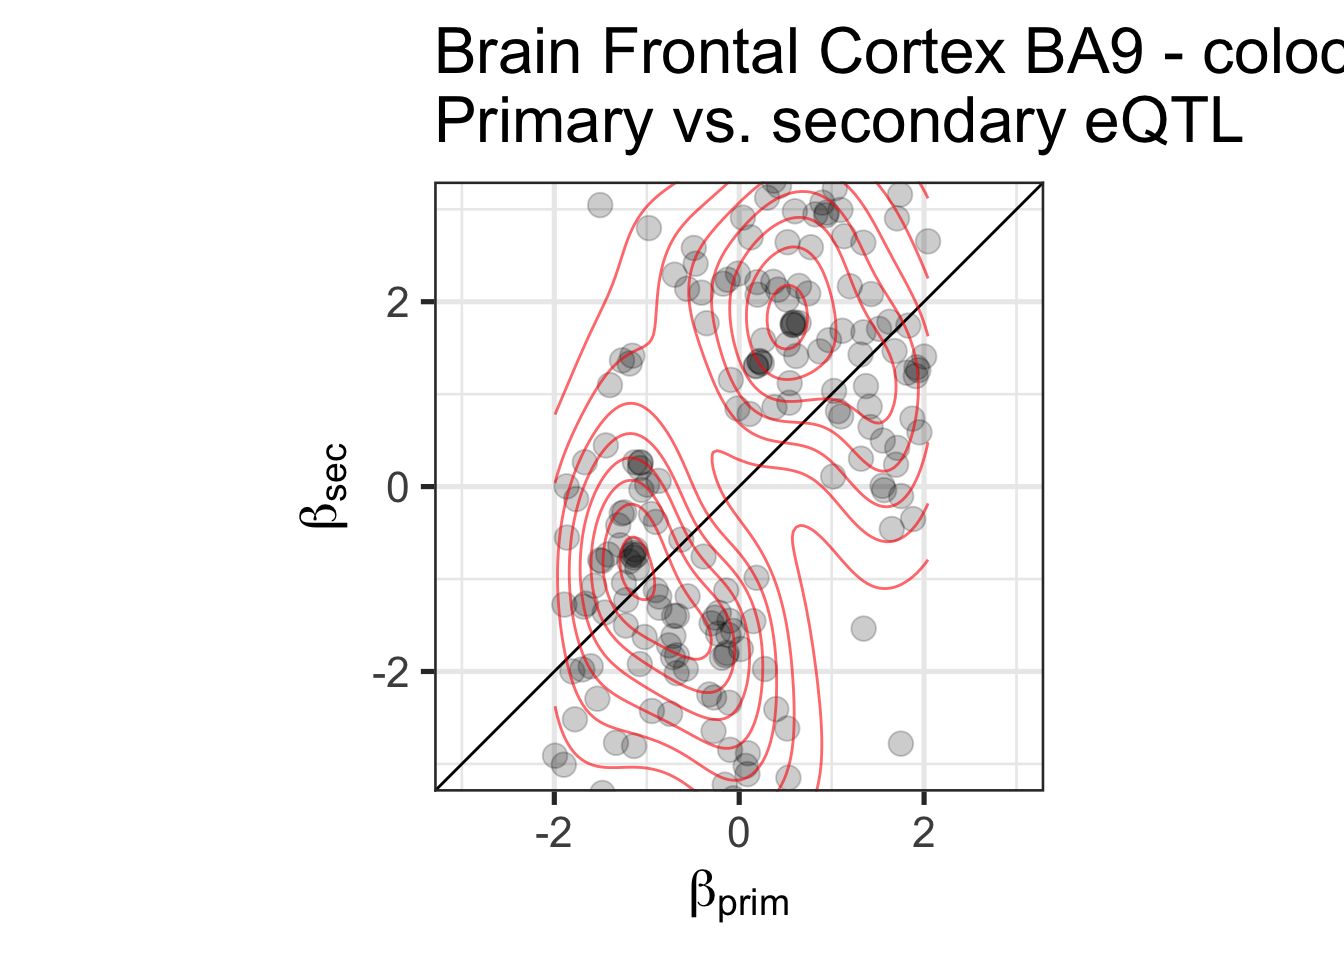 Brain Frontal Cortex BA9 - coloc
Primary vs. secondary eQTL
βsec
2
0
-2
-2 0 2
βprim